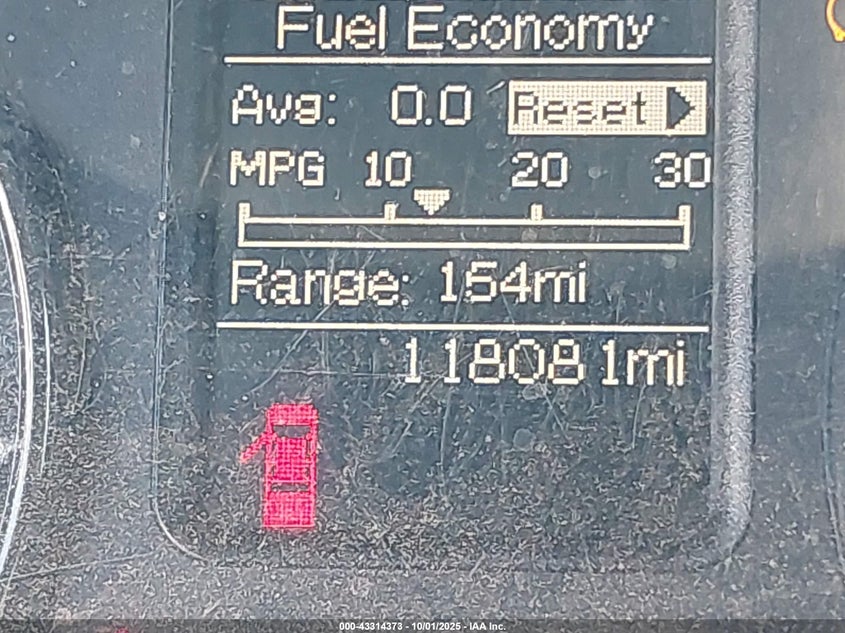 Fuel Economy
Avg: 0.0 Reset
MPG 10 20 30
Range: 154mi
118081mi
000-43314373 - 10/01/2025 - IAA Inc.